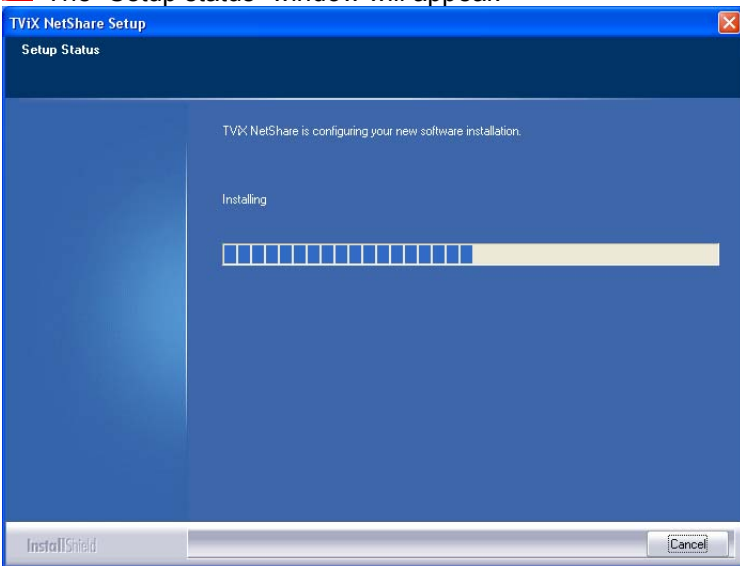 The "Setup status" window will appear.
TViX NetShare Setup
Setup Status
TViX NetShare is configuring your new software installation.
Installing
InstallShield
Cancel